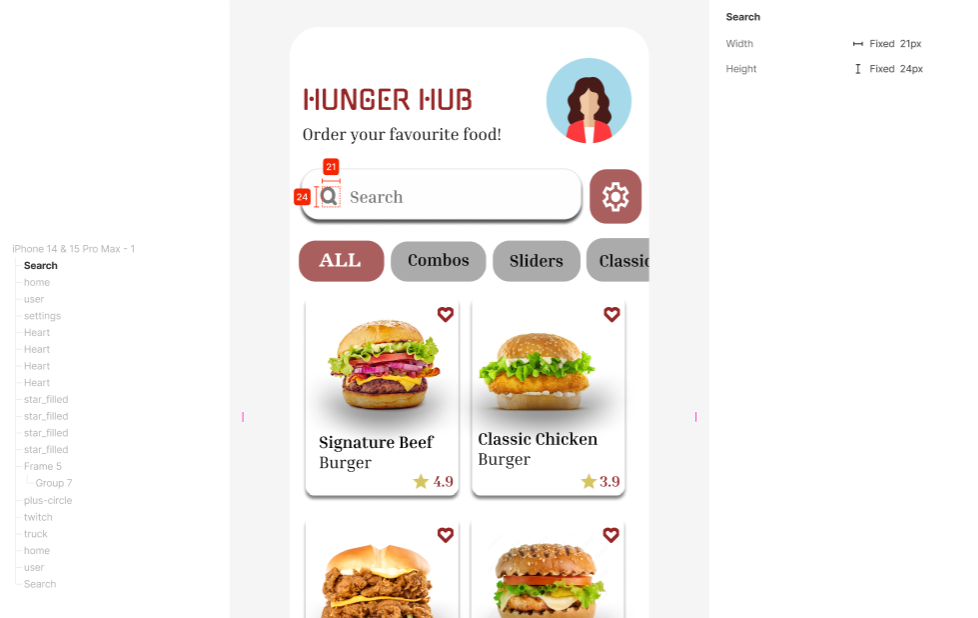 Search
Width
Fixed 21px
Height
Fixed 24px
HUNGER HUB
Order your favourite food!
21
24
Search
ALL
Combos
Sliders
Classic
Signature Beef
Burger
4.9
Classic Chicken
Burger
3.9
iPhone 14 & 15 Pro Max - 1
Search
home
user
settings
Heart
Heart
Heart
Heart
star_filled
star_filled
star_filled
star_filled
Frame 5
Group 7
plus-circle
twitch
truck
home
user
Search